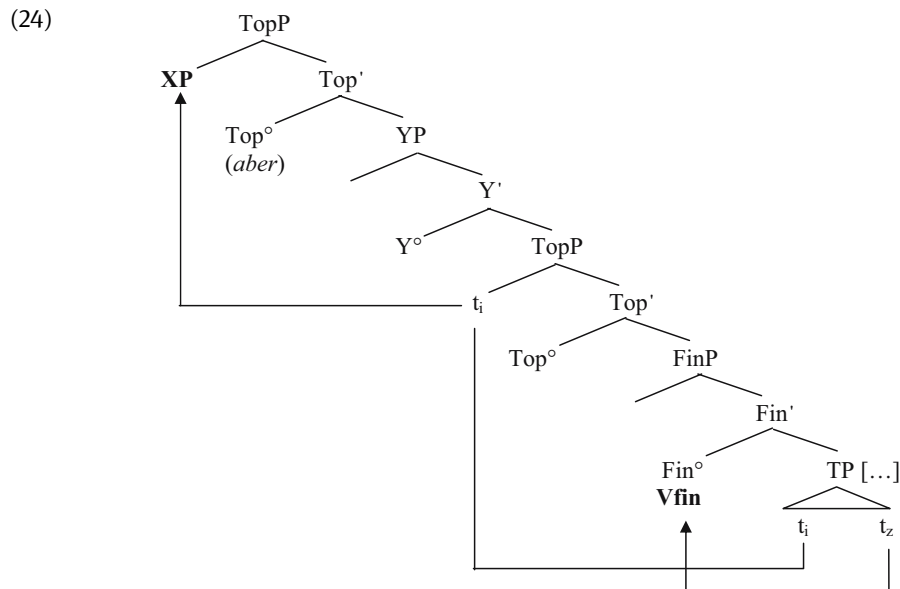 (24)
TopP
XP Top'
Top° YP
(aber)
Y'
Y° TopP
tᵢ Top'
Top° FinP
Fin'
Fin° TP […]
Vfin
tᵢ t_z